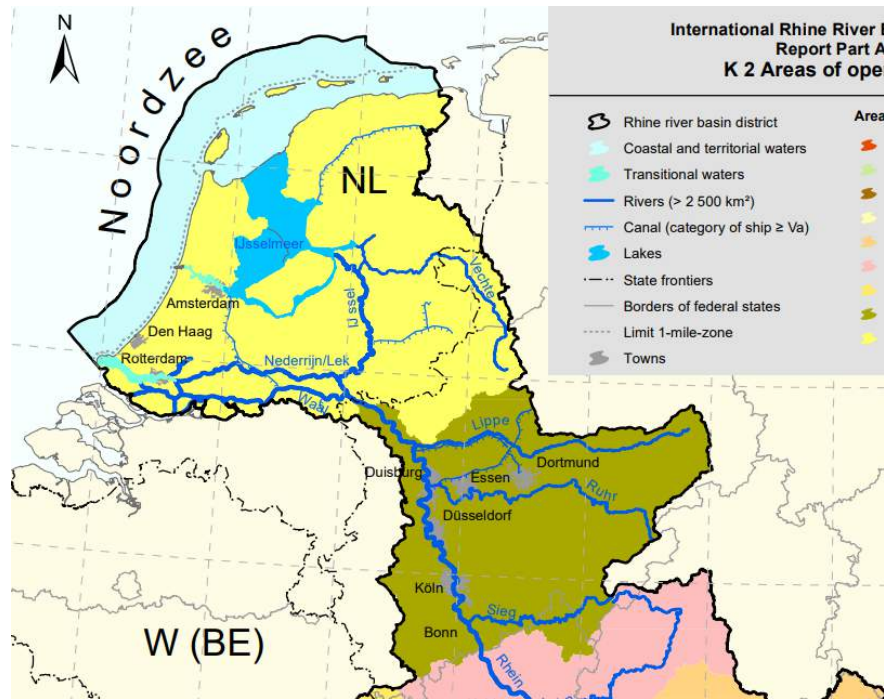 International Rhine River
Report Part A
K 2 Areas of oper
Rhine river basin district
Coastal and territorial waters
Transitional waters
Rivers (> 2 500 km²)
Canal (category of ship ≥ Va)
Lakes
State frontiers
Borders of federal states
Limit 1-mile-zone
Towns
Area
N
Noordzee
NL
IJsselmeer
Vechte
Amsterdam
IJssel
Den Haag
Rotterdam
Nederrijn/Lek
Waal
Lippe
Duisburg
Essen
Dortmund
Ruhr
Düsseldorf
Köln
Sieg
Bonn
W (BE)
Rhein